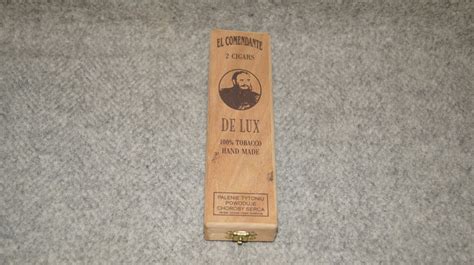 EL COMENDANTE
2 CIGARS
DE LUX
100% TOBACCO
HAND MADE
PALENIE TYTONIU
POWODUJE
CHOROBY SERCA